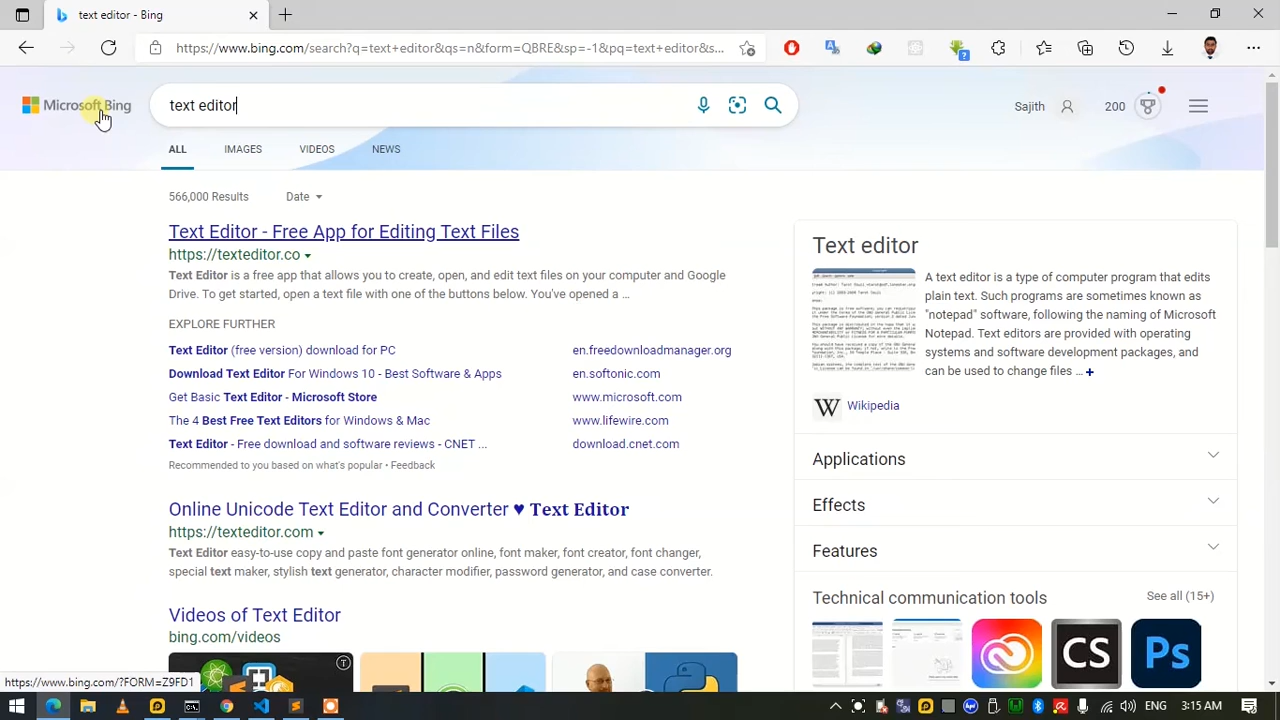 text editor - Bing
https://www.bing.com/search?q=text+editor&qs=n&form=QBRE&sp=-1&pq=text+editor&s...
Microsoft Bing
text editor
Sajith
200
ALL
IMAGES
VIDEOS
NEWS
566,000 Results
Date
Text Editor - Free App for Editing Text Files
https://texteditor.co
Text Editor is a free app that allows you to create, open, and edit text files on your computer and Google
Drive. To get started, open a text file with one of the buttons below. You've opened a ...
EXPLORE FURTHER
Text Editor (free version) download for PC
en.freedownloadmanager.org
Text Editor For Windows 10 - Best Software & Apps
Get Basic Text Editor - Microsoft Store
www.microsoft.com
The 4 Best Free Text Editors for Windows & Mac
www.lifewire.com
Text Editor - Free download and software reviews - CNET ...
download.cnet.com
Recommended to you based on what's popular • Feedback
Online Unicode Text Editor and Converter ♥ Text Editor
https://texteditor.com
Text Editor easy-to-use copy and paste font generator online, font maker, font creator, font changer,
special text maker, stylish text generator, character modifier, password generator, and case converter.
Videos of Text Editor
bing.com/videos
Text editor
A text editor is a type of computer program that edits
plain text. Such programs are sometimes known as
"notepad" software, following the naming of Microsoft
Notepad. Text editors are provided with operating
systems and software development packages, and
can be used to change files ... +
W Wikipedia
Applications
Effects
Features
Technical communication tools
See all (15+)
CS
Ps
https://www.bing.com/?FORM=Z9FD1
ENG
3:15 AM